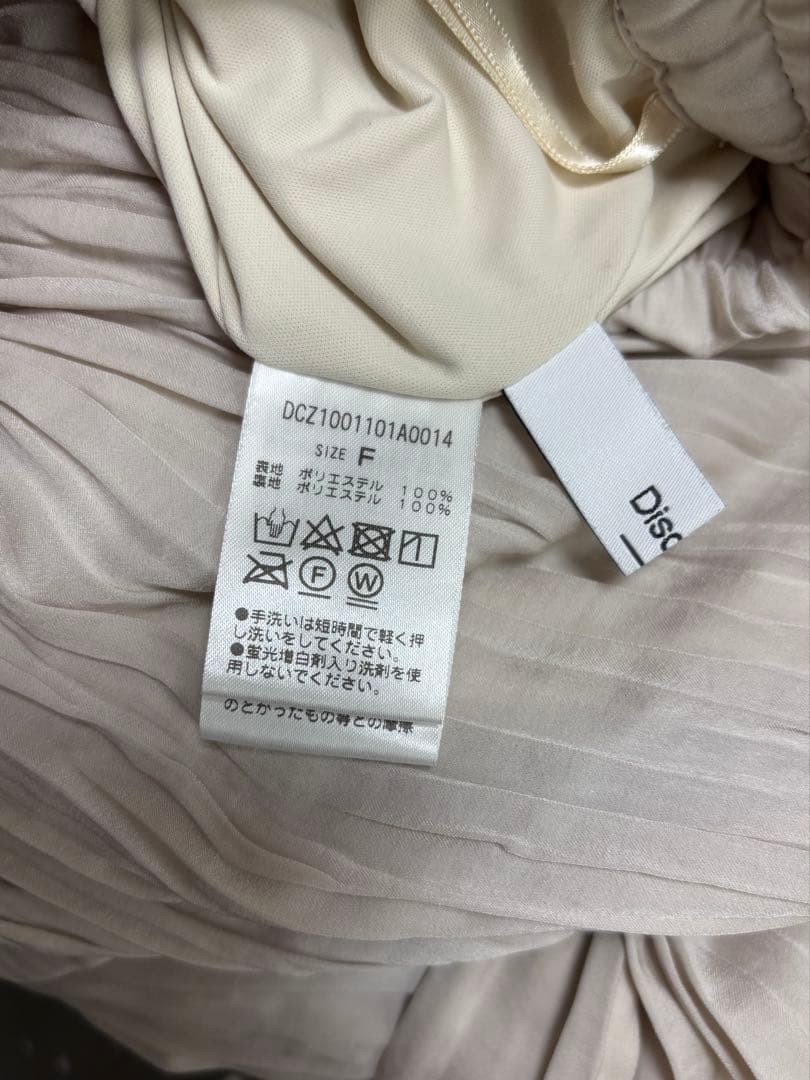 DCZ1001101A0014
SIZE F
表地 ポリエステル 100%
裏地 ポリエステル 100%
F W
●手洗いは短時間で軽く押
し洗いをしてください。
●蛍光増白剤入り洗剤を使
用しないでください。
Disc